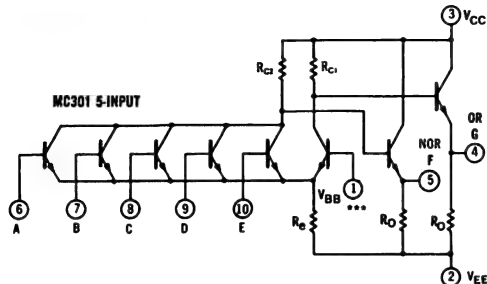 3 VCC
RC2 RC1
MC301 5-INPUT
OR
G
NOR
F
4
5
6 7 8 9 10 VBB 1
***
A B C D E
Re RO RO
2 VEE